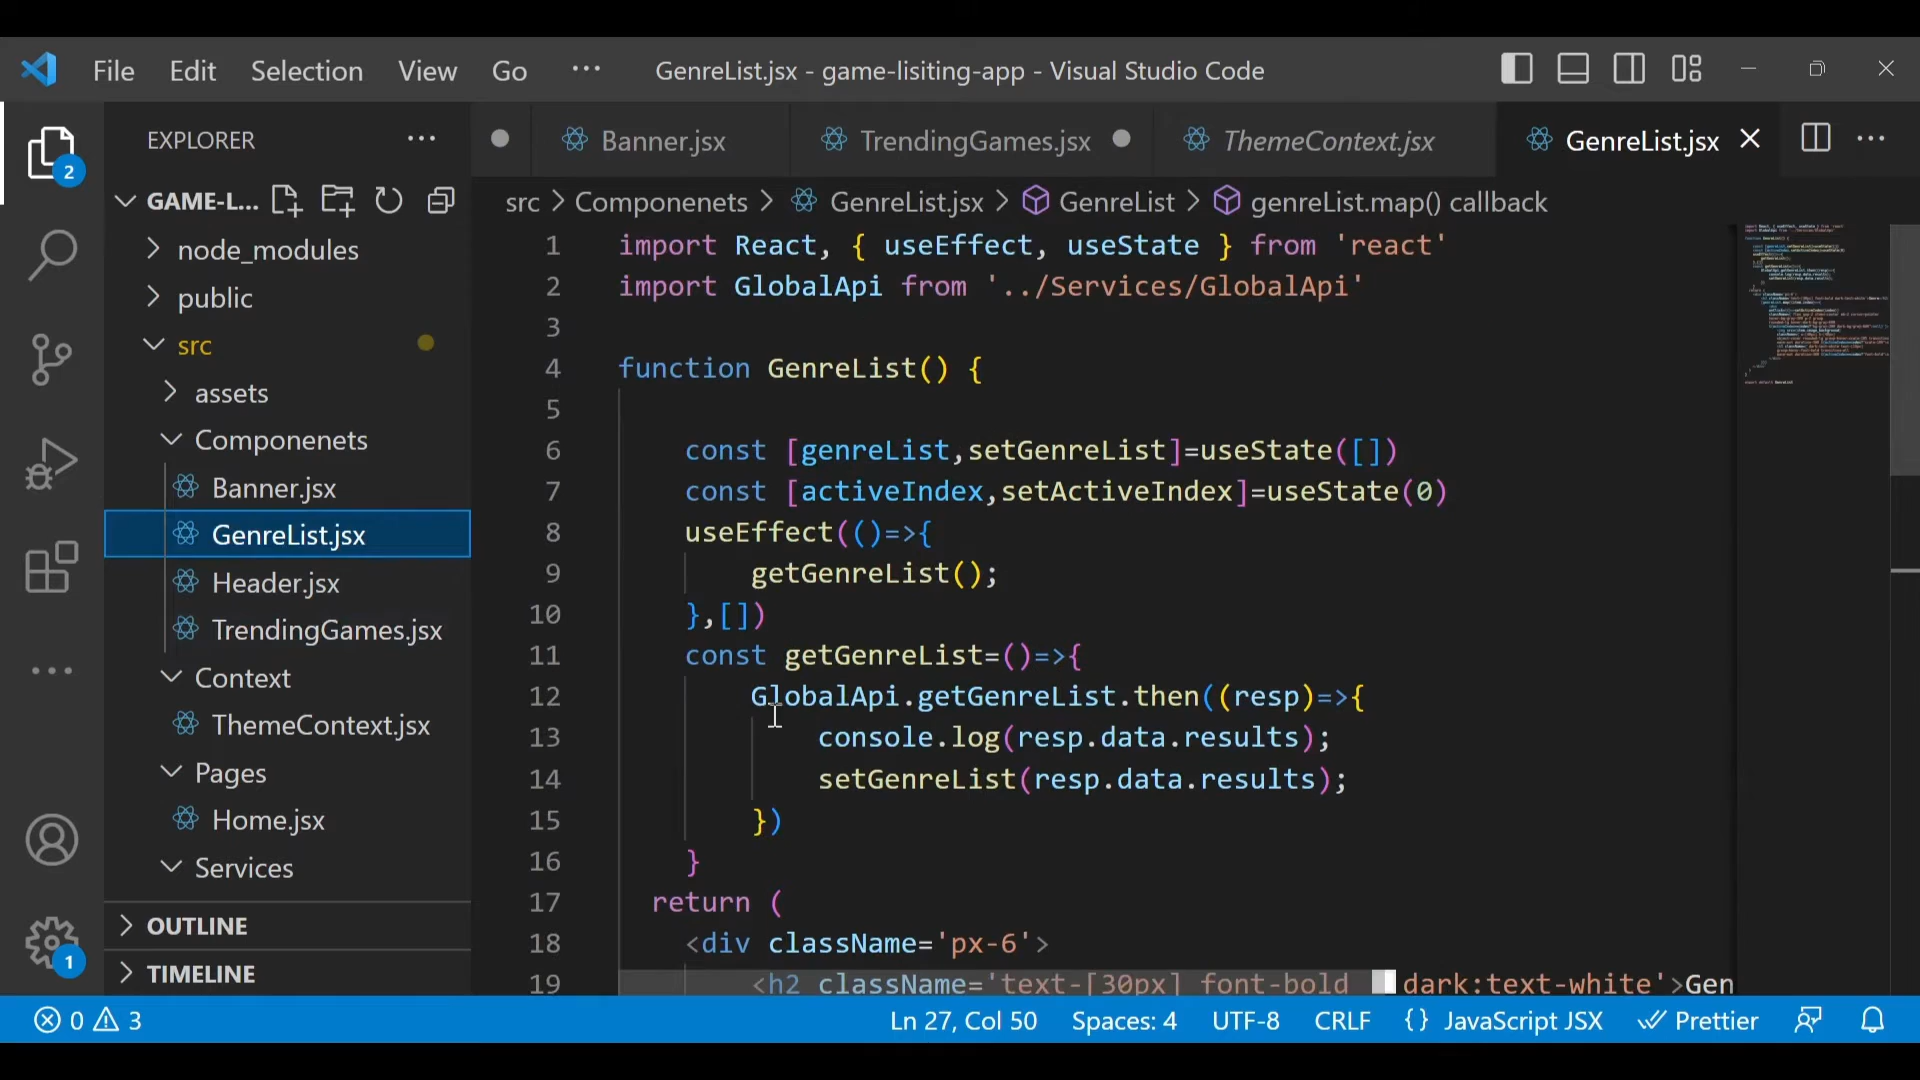 File Edit Selection View Go ··· GenreList.jsx - game-lisiting-app - Visual Studio Code
EXPLORER ···
Banner.jsx TrendingGames.jsx ThemeContext.jsx GenreList.jsx ···
2
GAME-L...
node_modules
public
src
assets
Componenets
Banner.jsx
GenreList.jsx
Header.jsx
TrendingGames.jsx
Context
ThemeContext.jsx
Pages
Home.jsx
Services
OUTLINE
TIMELINE
1
src > Componenets > GenreList.jsx > GenreList > genreList.map() callback
1 import React, { useEffect, useState } from 'react'
2 import GlobalApi from '../Services/GlobalApi'
3
4 function GenreList() {
5
6 const [genreList,setGenreList]=useState([])
7 const [activeIndex,setActiveIndex]=useState(0)
8 useEffect(()=>{
9 getGenreList();
10 },[])
11 const getGenreList=()=>{
12 GlobalApi.getGenreList.then((resp)=>{
13 console.log(resp.data.results);
14 setGenreList(resp.data.results);
15 })
16 }
17 return (
18 <div className='px-6'>
19 <h2 className='text-[30px] font-bold dark:text-white'>Gen
0 3 Ln 27, Col 50 Spaces: 4 UTF-8 CRLF {} JavaScript JSX Prettier